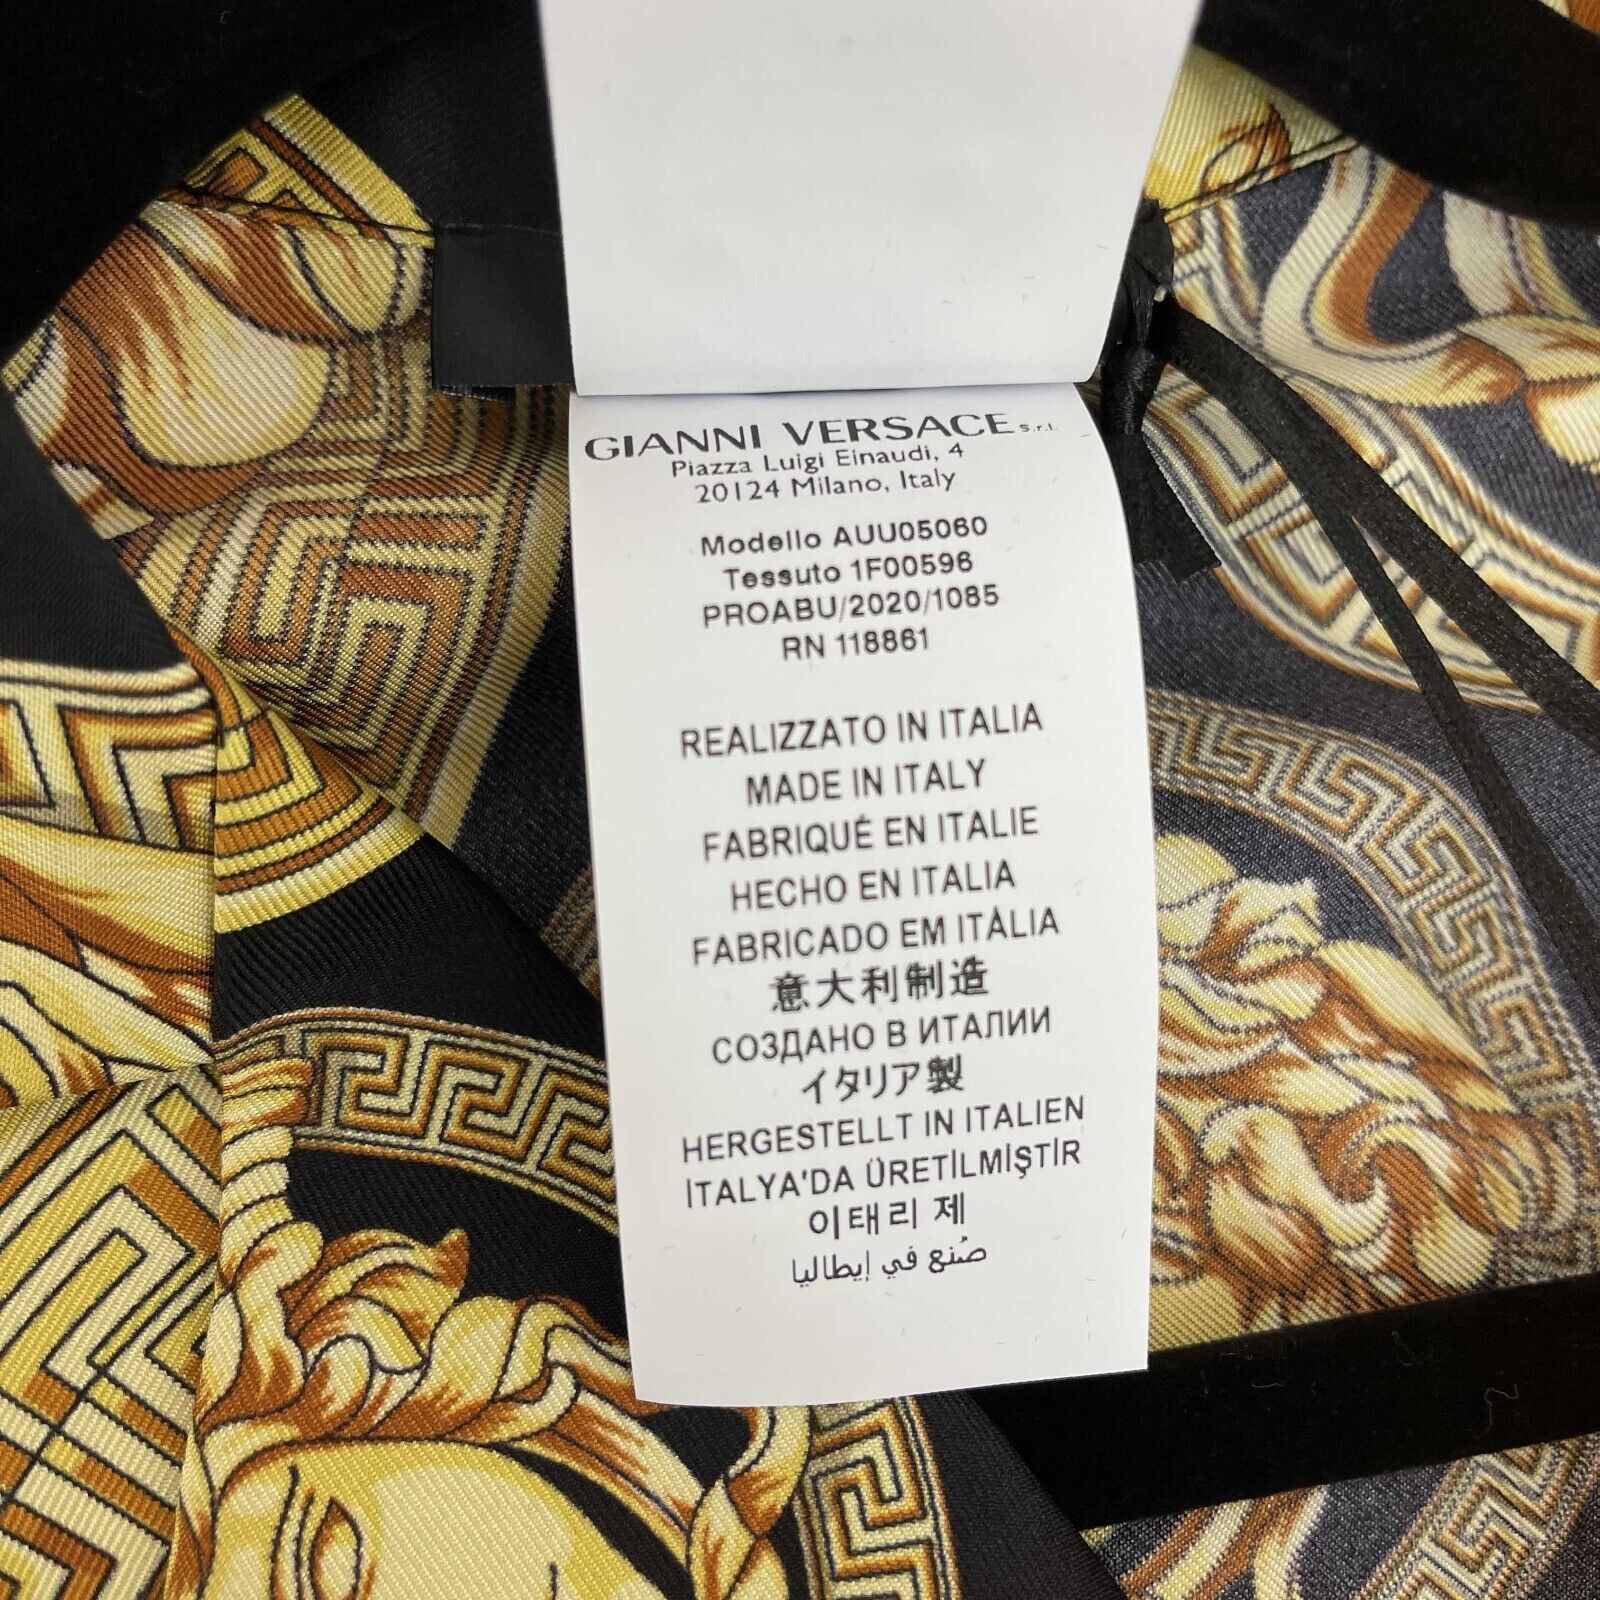 GIANNI VERSACE s.r.l.
Piazza Luigi Einaudi, 4
20124 Milano, Italy
Modello AUU05060
Tessuto 1F00596
PROABU/2020/1085
RN 118861
REALIZZATO IN ITALIA
MADE IN ITALY
FABRIQUÉ EN ITALIE
HECHO EN ITALIA
FABRICADO EM ITÀLIA
意大利制造
СОЗДАНО В ИТАЛИИ
イタリア製
HERGESTELLT IN ITALIEN
İTALYA'DA ÜRETİLMİŞTİR
이태리 제
صُنع في إيطاليا